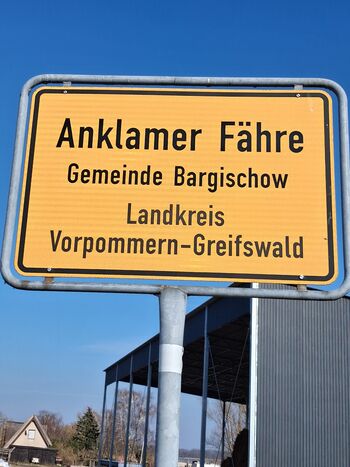 Anklamer Fähre
Gemeinde Bargischow
Landkreis
Vorpommern-Greifswald